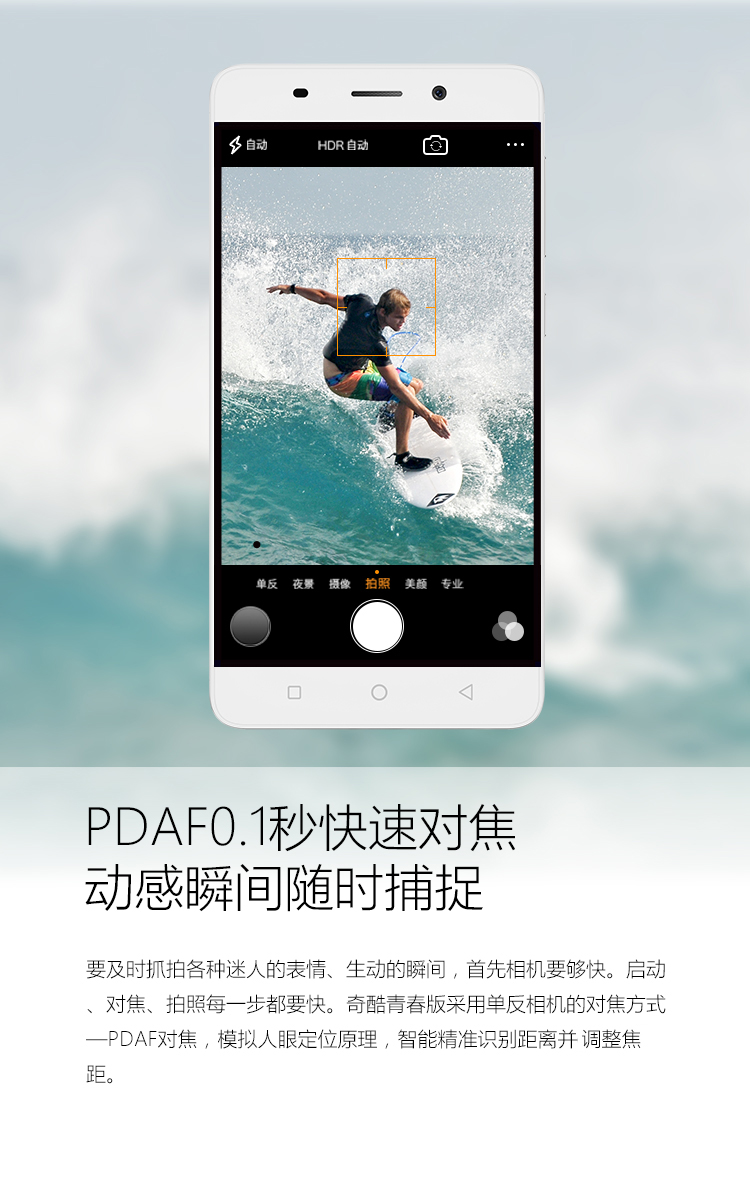 自动
HDR 自动
单反 夜景 摄像 拍照 美颜 专业
PDAF0.1秒快速对焦
动感瞬间随时捕捉
要及时抓拍各种迷人的表情、生动的瞬间，首先相机要够快。启动
、对焦、拍照每一步都要快。奇酷青春版采用单反相机的对焦方式
—PDAF对焦，模拟人眼定位原理，智能精准识别距离并 调整焦
距。